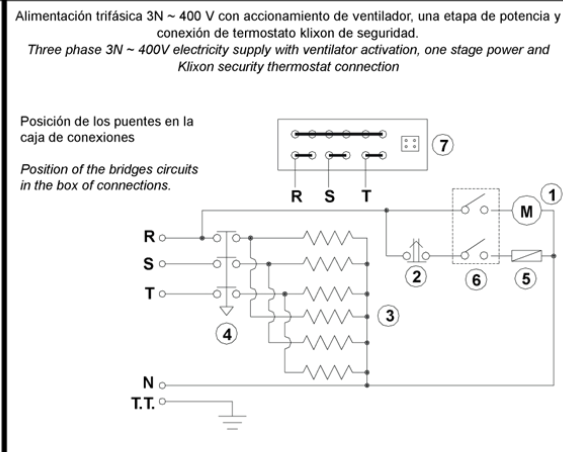 Alimentación trifásica 3N ~ 400 V con accionamiento de ventilador, una etapa de potencia y
conexión de termostato klixon de seguridad.
Three phase 3N ~ 400V electricity supply with ventilator activation, one stage power and
Klixon security thermostat connection
Posición de los puentes en la
caja de conexiones
Position of the bridges circuits
in the box of connections.
7
R S T
1
M
R
S
2
6
5
T
3
4
N
T.T.